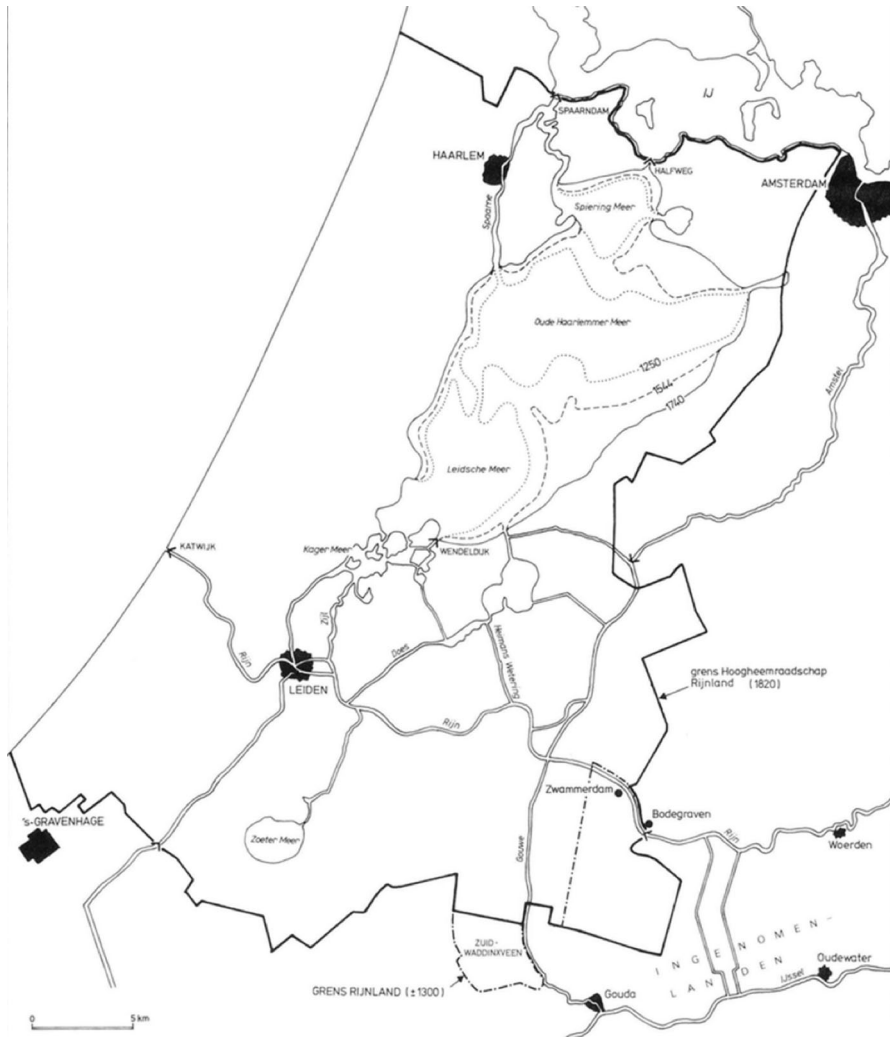 IJ
SPAARNDAM
HAARLEM
HALFWEG
AMSTERDAM
Spiering Meer
Spaarne
Oude Haarlemmer Meer
1250
1544
1740
Amstel
Leidsche Meer
KATWIJK
Kager Meer
WENDELDIJK
Zijl
Rijn
Does
Heimans Wetering
LEIDEN
grens Hoogheemraadschap
Rijnland (1820)
Rijn
Zwammerdam
's-GRAVENHAGE
Bodegraven
Zoeter Meer
Gouwe
Rijn
Woerden
ZUID-
WADDINXVEEN
INGENOMEN-
LANDEN
Oudewater
GRENS RIJNLAND (±1300)
Gouda
IJssel
0 5 km